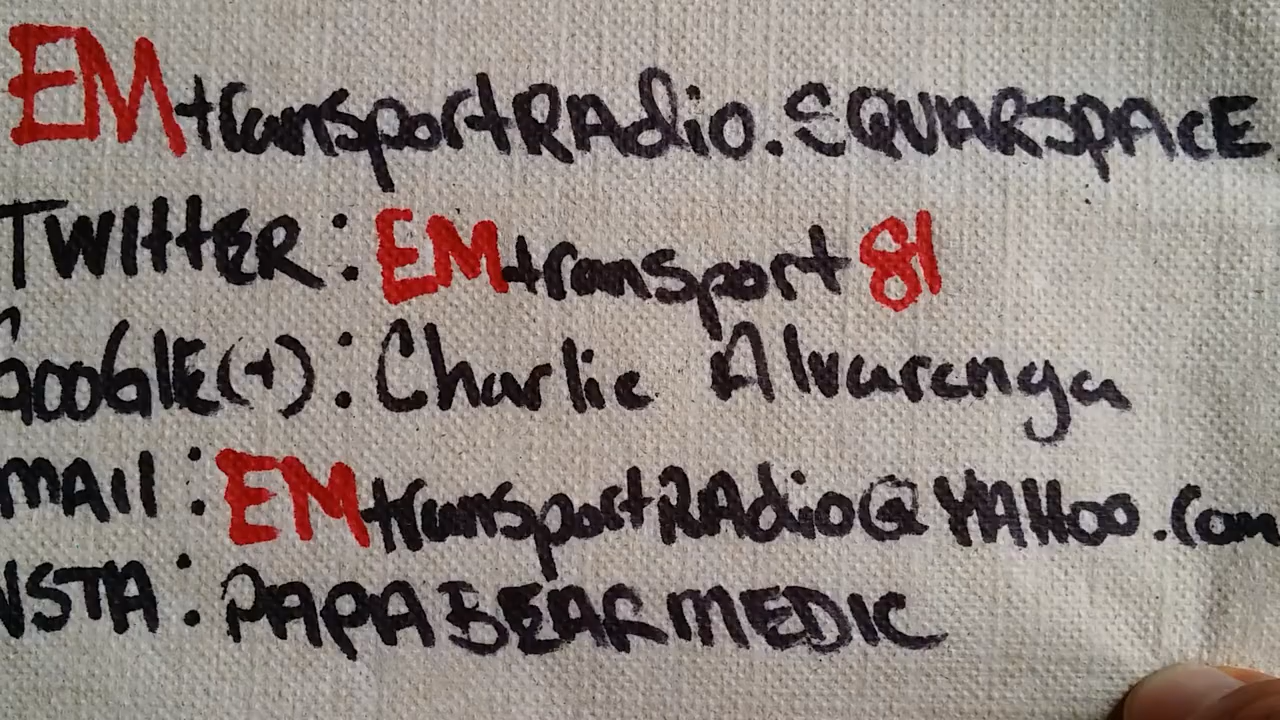 EMtransportRAdio.SQUARSPACE
TWITTER: EMtransport81
GOOGlE(+): Charlie Alvarenga
MAIl: EMtransportRAdio@YAHoo.com
NSTA: PAPABEARMEDIC